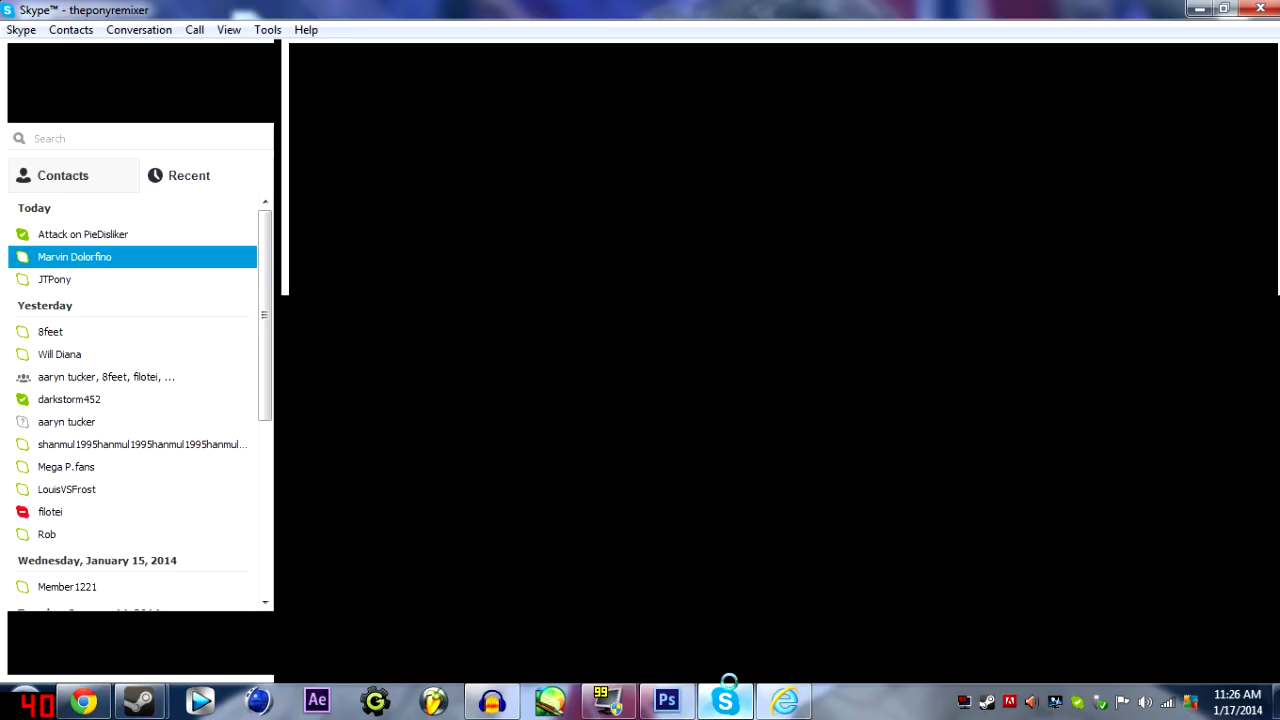 Skype™ - theponyremixer
Skype Contacts Conversation Call View Tools Help
Search
Contacts Recent
Today
Attack on PieDisliker
Marvin Dolorfino
JTPony
Yesterday
8feet
Will Diana
aaryn tucker, 8feet, filotei, ...
darkstorm452
aaryn tucker
shanmul1995hanmul1995hanmul1995hanmul...
Mega P.fans
LouisVSFrost
filotei
Rob
Wednesday, January 15, 2014
Member1221
40 Ae 99 Ps S
11:26 AM
1/17/2014